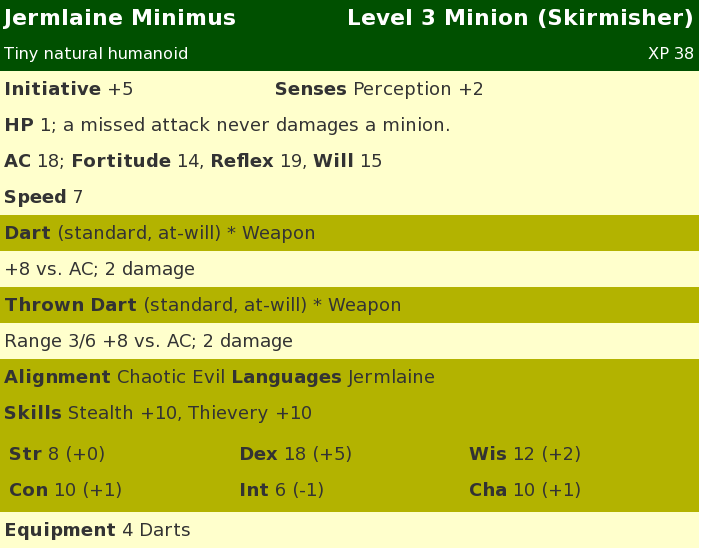 Jermlaine Minimus Level 3 Minion (Skirmisher)
Tiny natural humanoid XP 38
Initiative +5 Senses Perception +2
HP 1; a missed attack never damages a minion.
AC 18; Fortitude 14, Reflex 19, Will 15
Speed 7
Dart (standard, at-will) * Weapon
+8 vs. AC; 2 damage
Thrown Dart (standard, at-will) * Weapon
Range 3/6 +8 vs. AC; 2 damage
Alignment Chaotic Evil Languages Jermlaine
Skills Stealth +10, Thievery +10
Str 8 (+0) Dex 18 (+5) Wis 12 (+2)
Con 10 (+1) Int 6 (-1) Cha 10 (+1)
Equipment 4 Darts